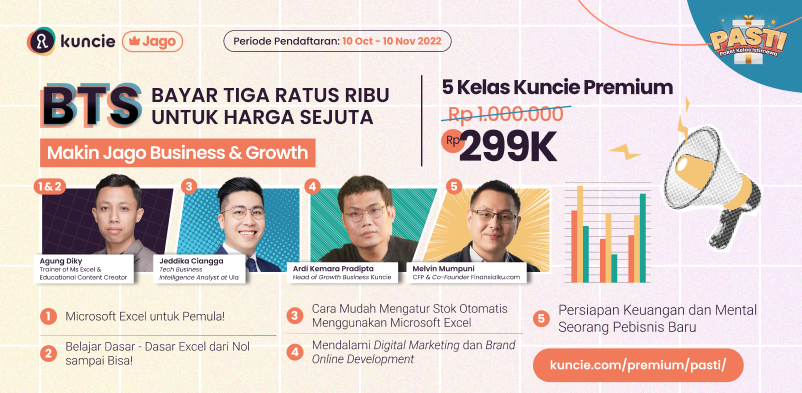 kuncie
Jago
Periode Pendaftaran: 10 Oct - 10 Nov 2022
PASTI
Paket Kelas Istimewa
BTS
BAYAR TIGA RATUS RIBU
UNTUK HARGA SEJUTA
Makin Jago Business & Growth
5 Kelas Kuncie Premium
Rp 1.000.000
Rp 299K
1 & 2
Agung Diky
Trainer of Ms Excel &
Educational Content Creator
3
Jeddika Ciangga
Tech Business
Intelligence Analyst at Ula
4
Ardi Kemara Pradipta
Head of Growth Business Kuncie
5
Melvin Mumpuni
CFP & Co-Founder Finansialku.com
1 Microsoft Excel untuk Pemula!
2 Belajar Dasar - Dasar Excel dari Nol
sampai Bisa!
3 Cara Mudah Mengatur Stok Otomatis
Menggunakan Microsoft Excel
4 Mendalami Digital Marketing dan Brand
Online Development
5 Persiapan Keuangan dan Mental
Seorang Pebisnis Baru
kuncie.com/premium/pasti/